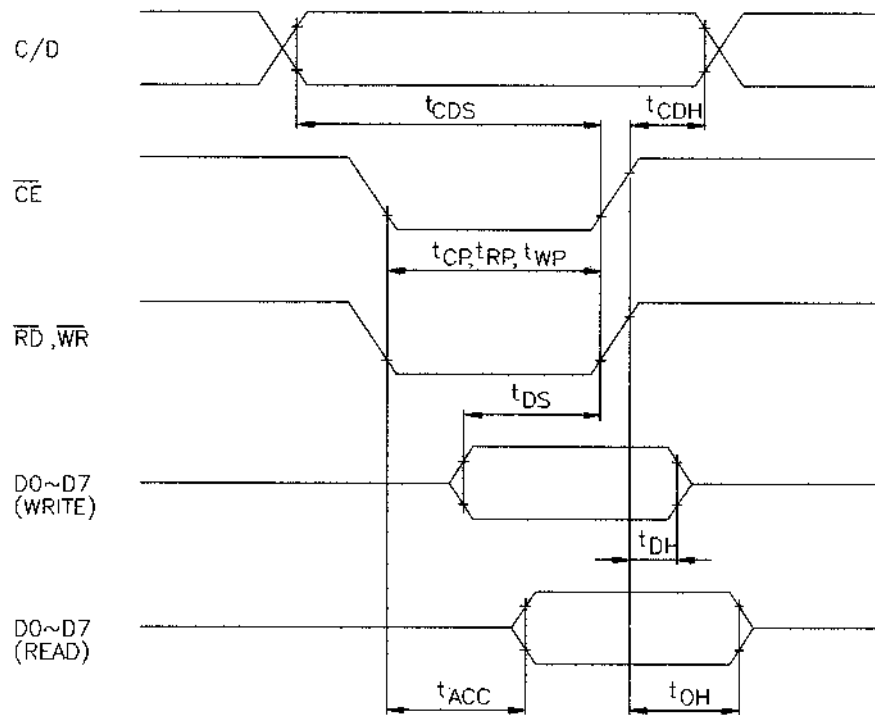 C/D
tCDS
tCDH
CE
tCP, tRP, tWP
RD ,WR
tDS
D0~D7
(WRITE)
tDH
D0~D7
(READ)
tACC
tOH